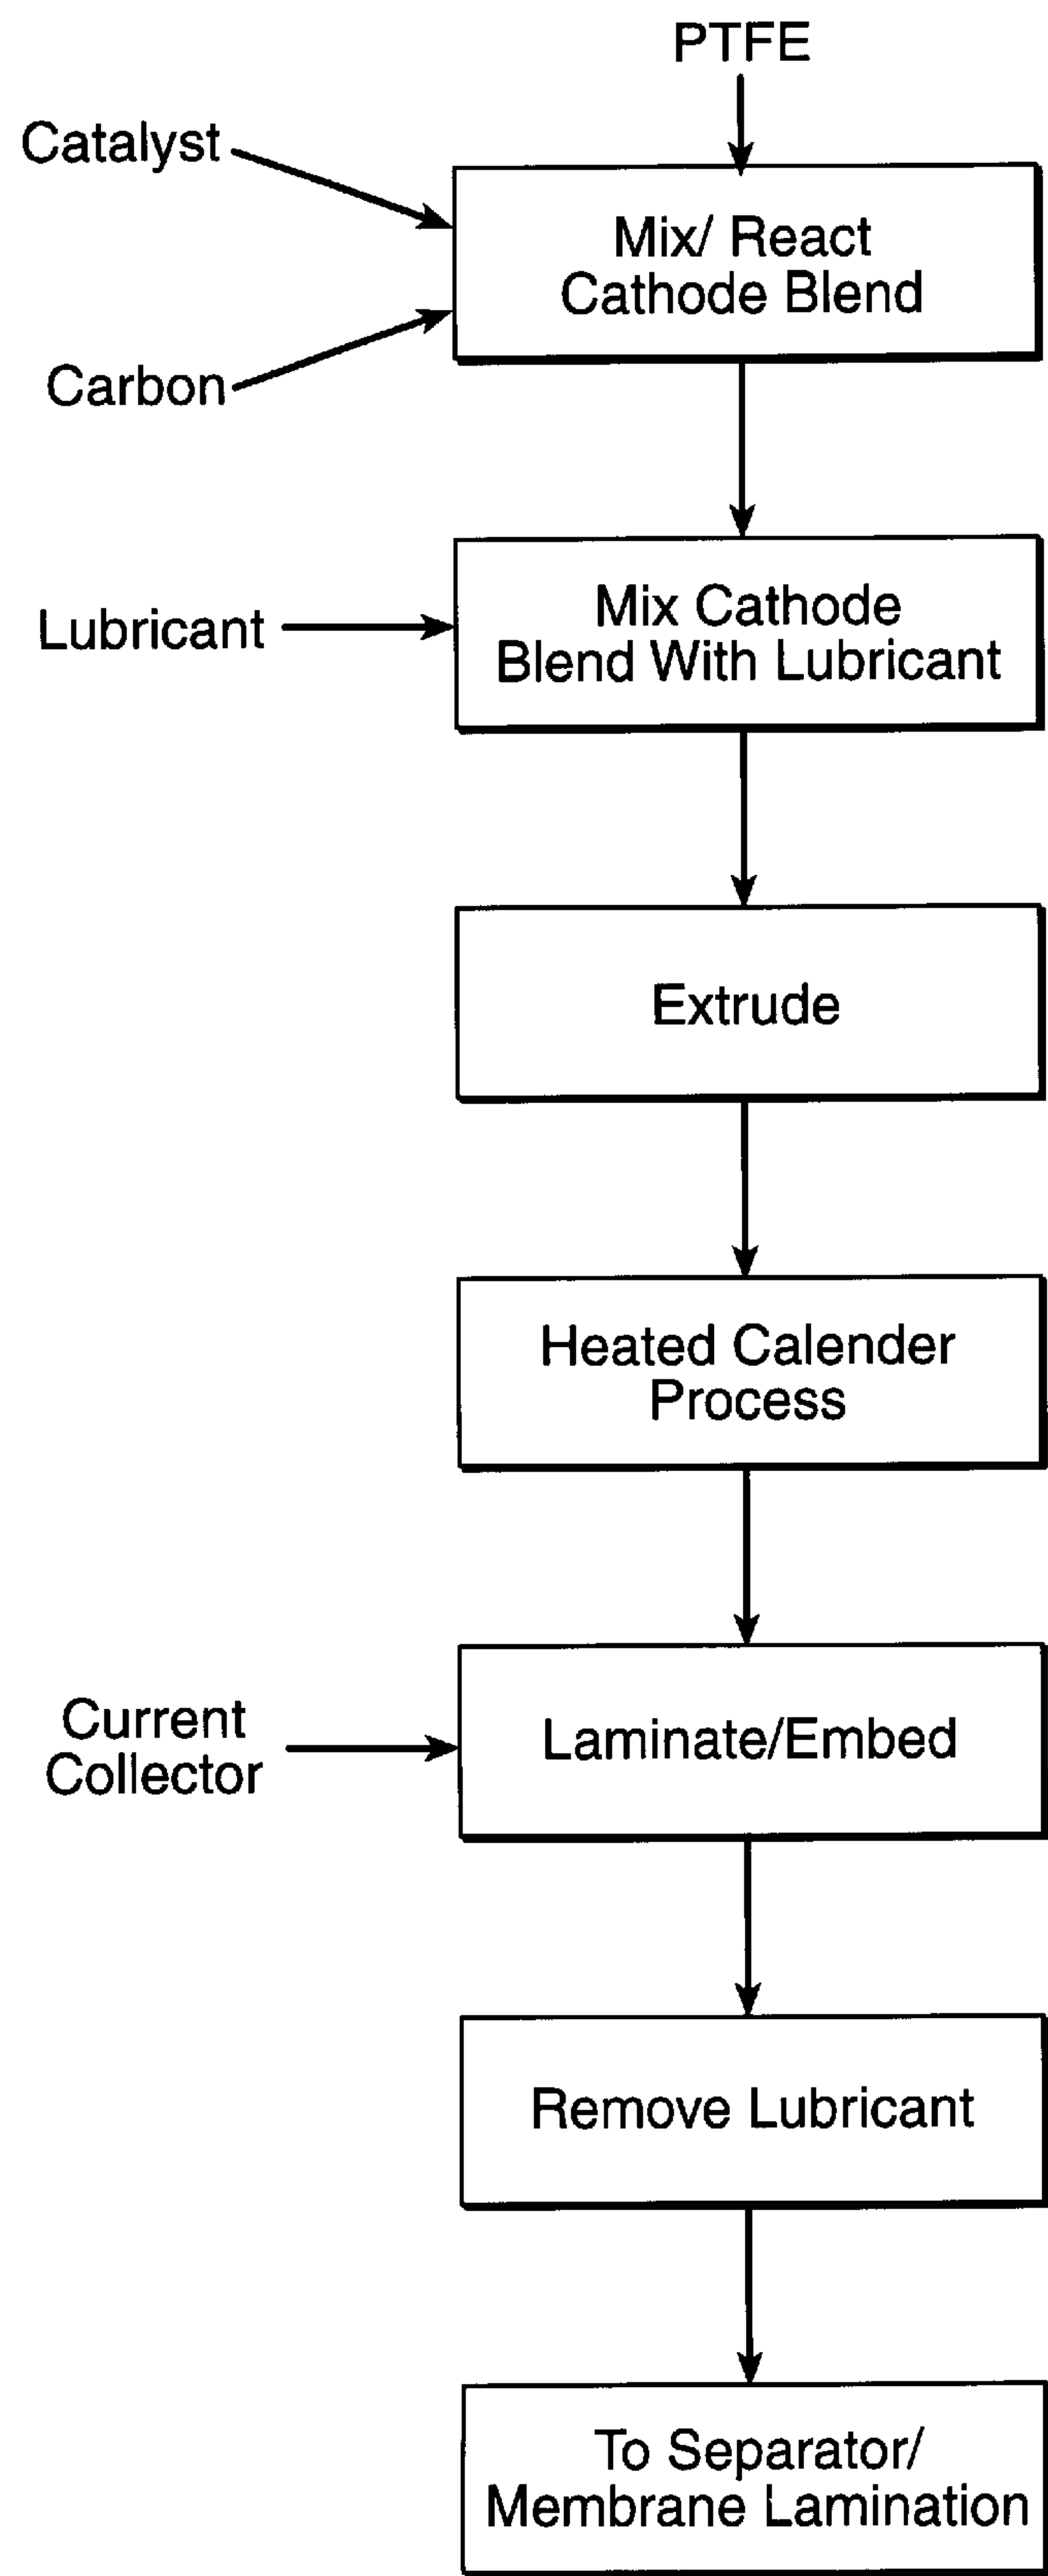 PTFE
Catalyst
Mix/ React
Cathode Blend
Carbon
Lubricant
Mix Cathode
Blend With Lubricant
Extrude
Heated Calender
Process
Current
Collector
Laminate/Embed
Remove Lubricant
To Separator/
Membrane Lamination